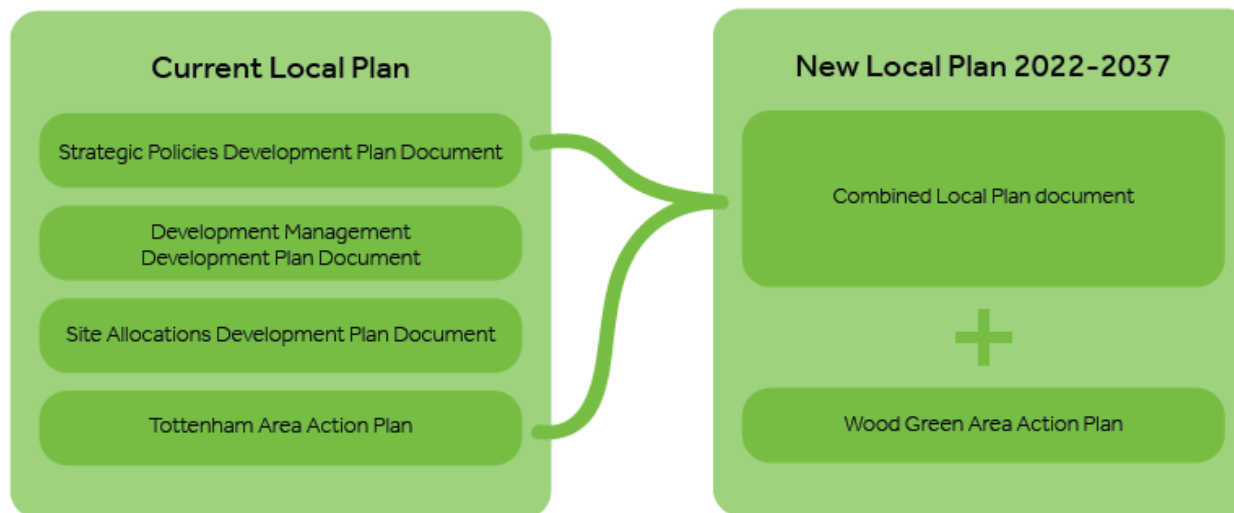 Current Local Plan
Strategic Policies Development Plan Document
Development Management
Development Plan Document
Site Allocations Development Plan Document
Tottenham Area Action Plan
New Local Plan 2022-2037
Combined Local Plan document
+
Wood Green Area Action Plan